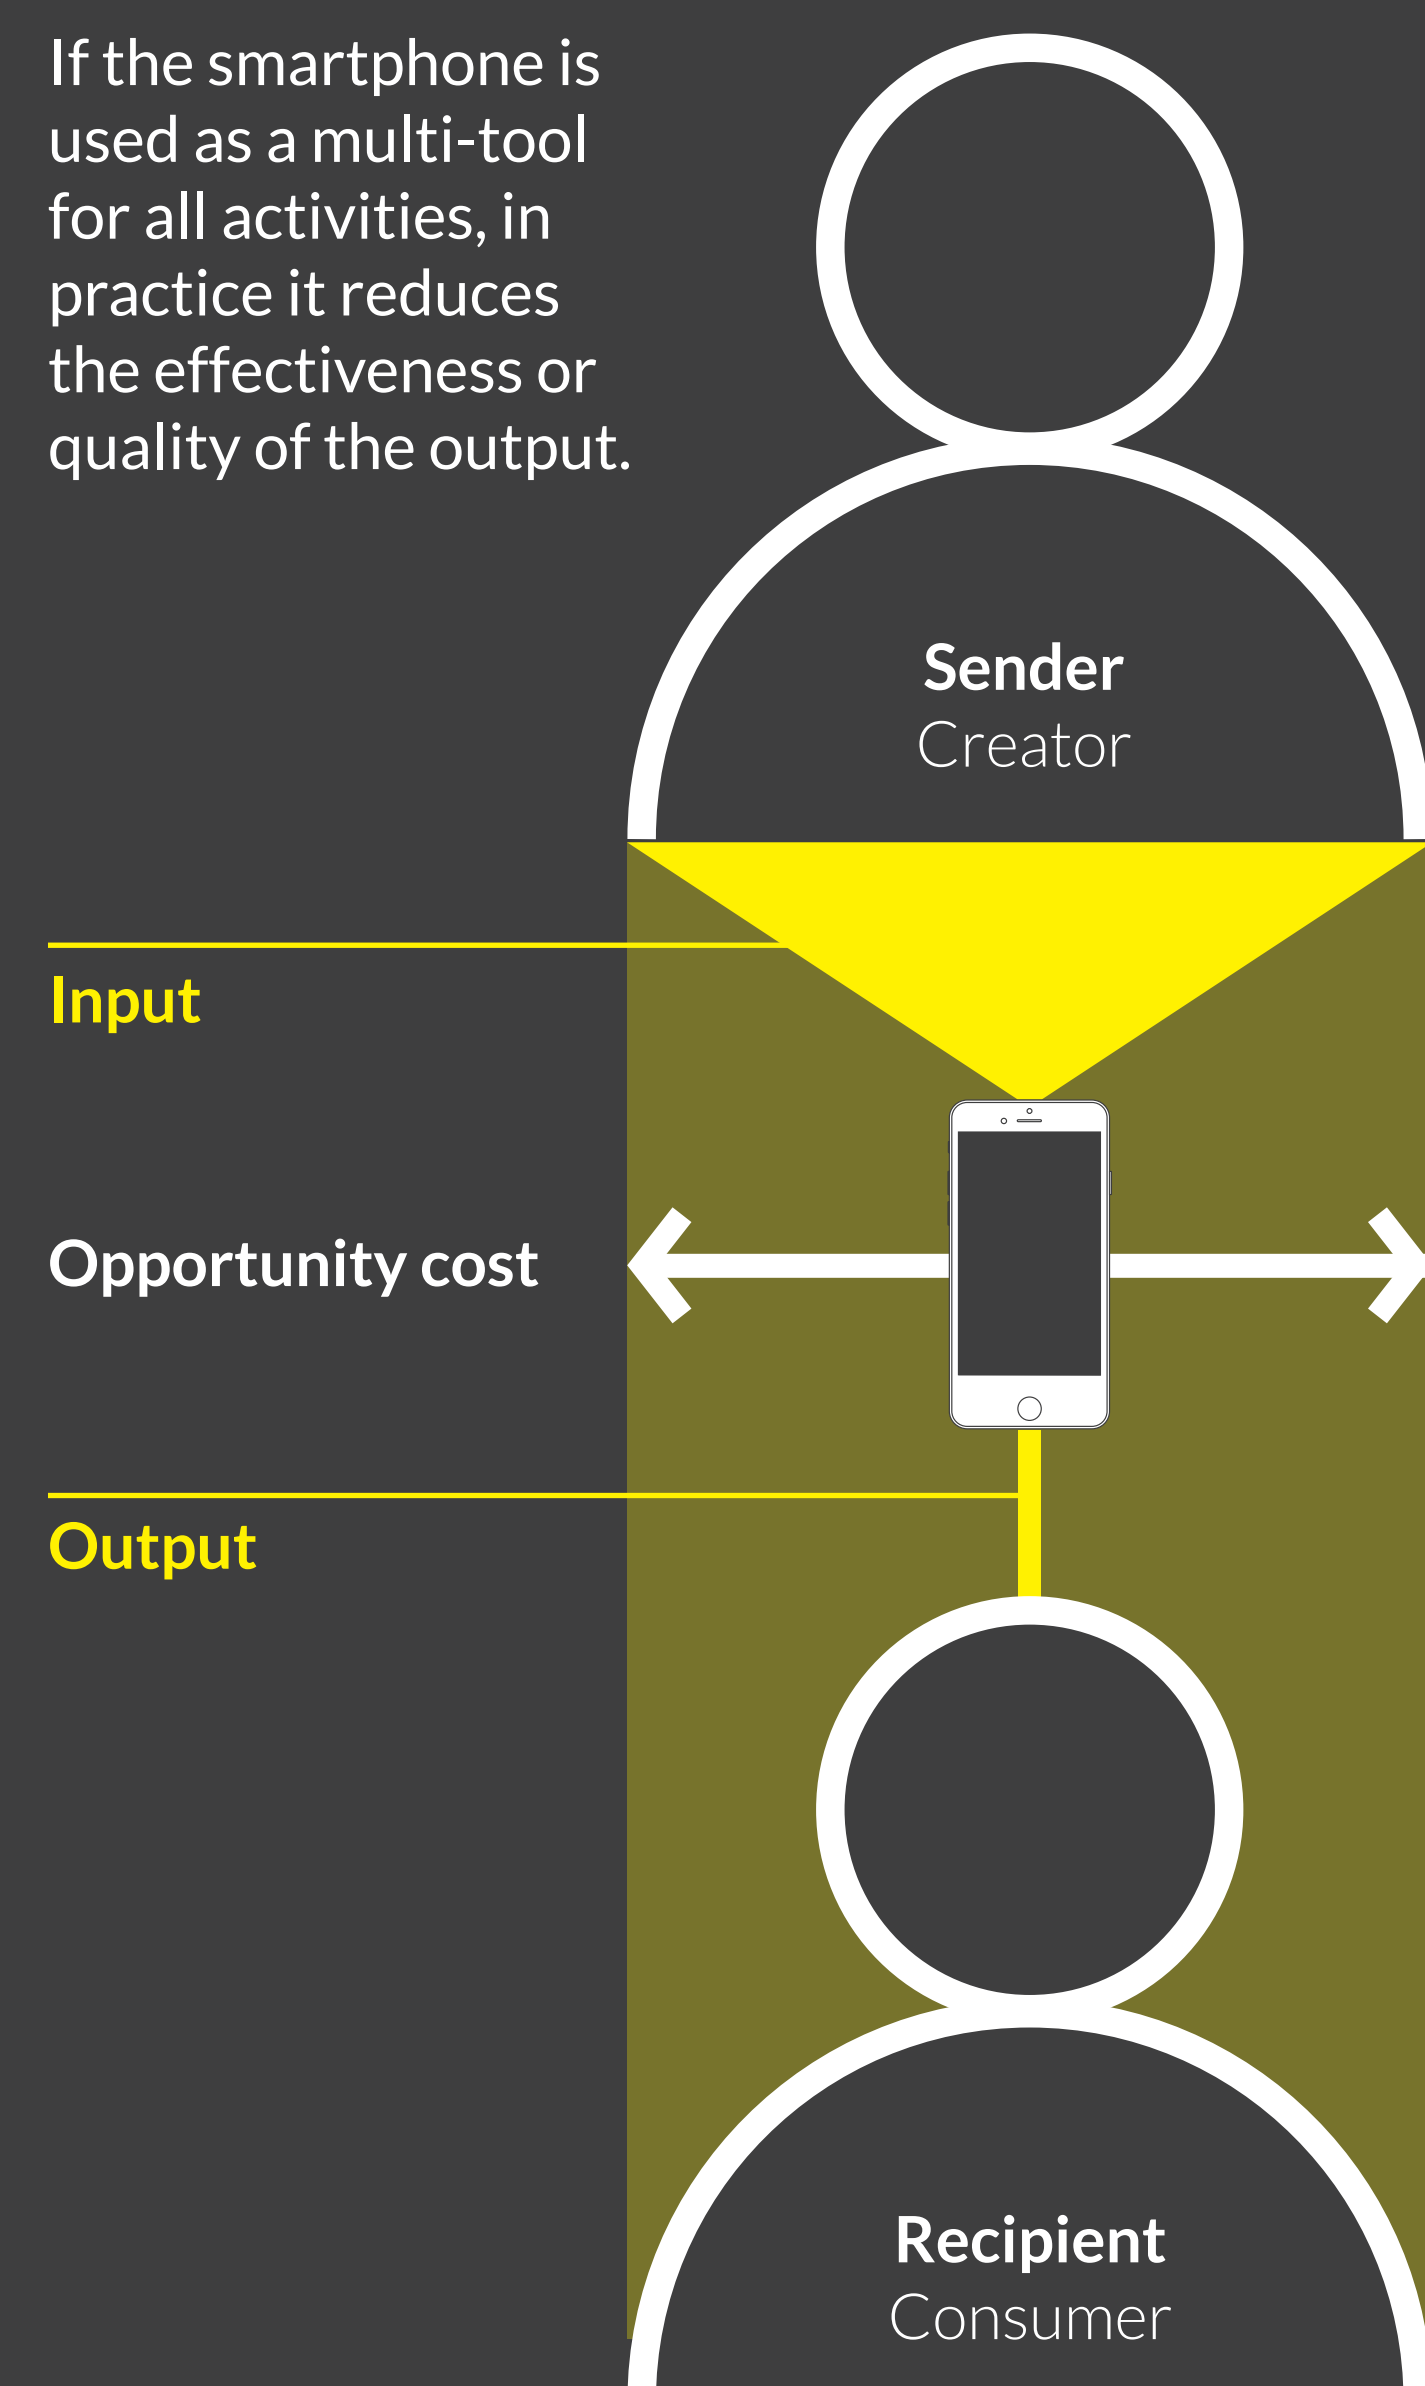 If the smartphone is
used as a multi-tool
for all activities, in
practice it reduces
the effectiveness or
quality of the output.
Sender
Creator
Input
Opportunity cost
Output
Recipient
Consumer